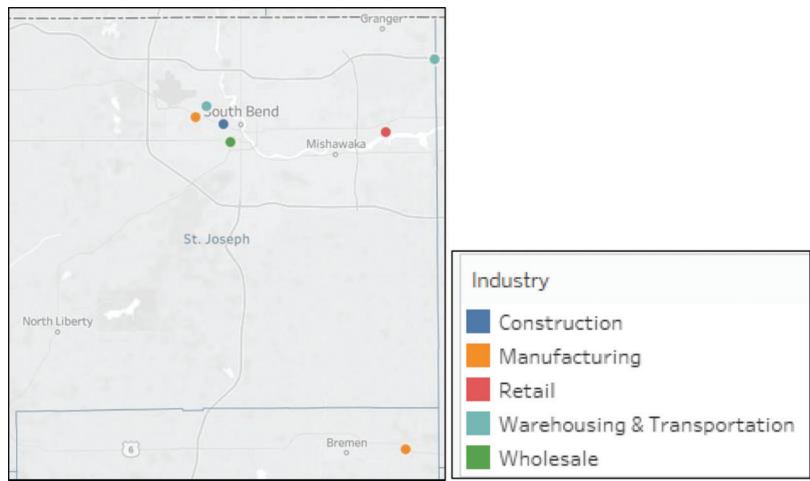 Granger
South Bend
Mishawaka
St. Joseph
North Liberty
6
Bremen
Industry
Construction
Manufacturing
Retail
Warehousing & Transportation
Wholesale